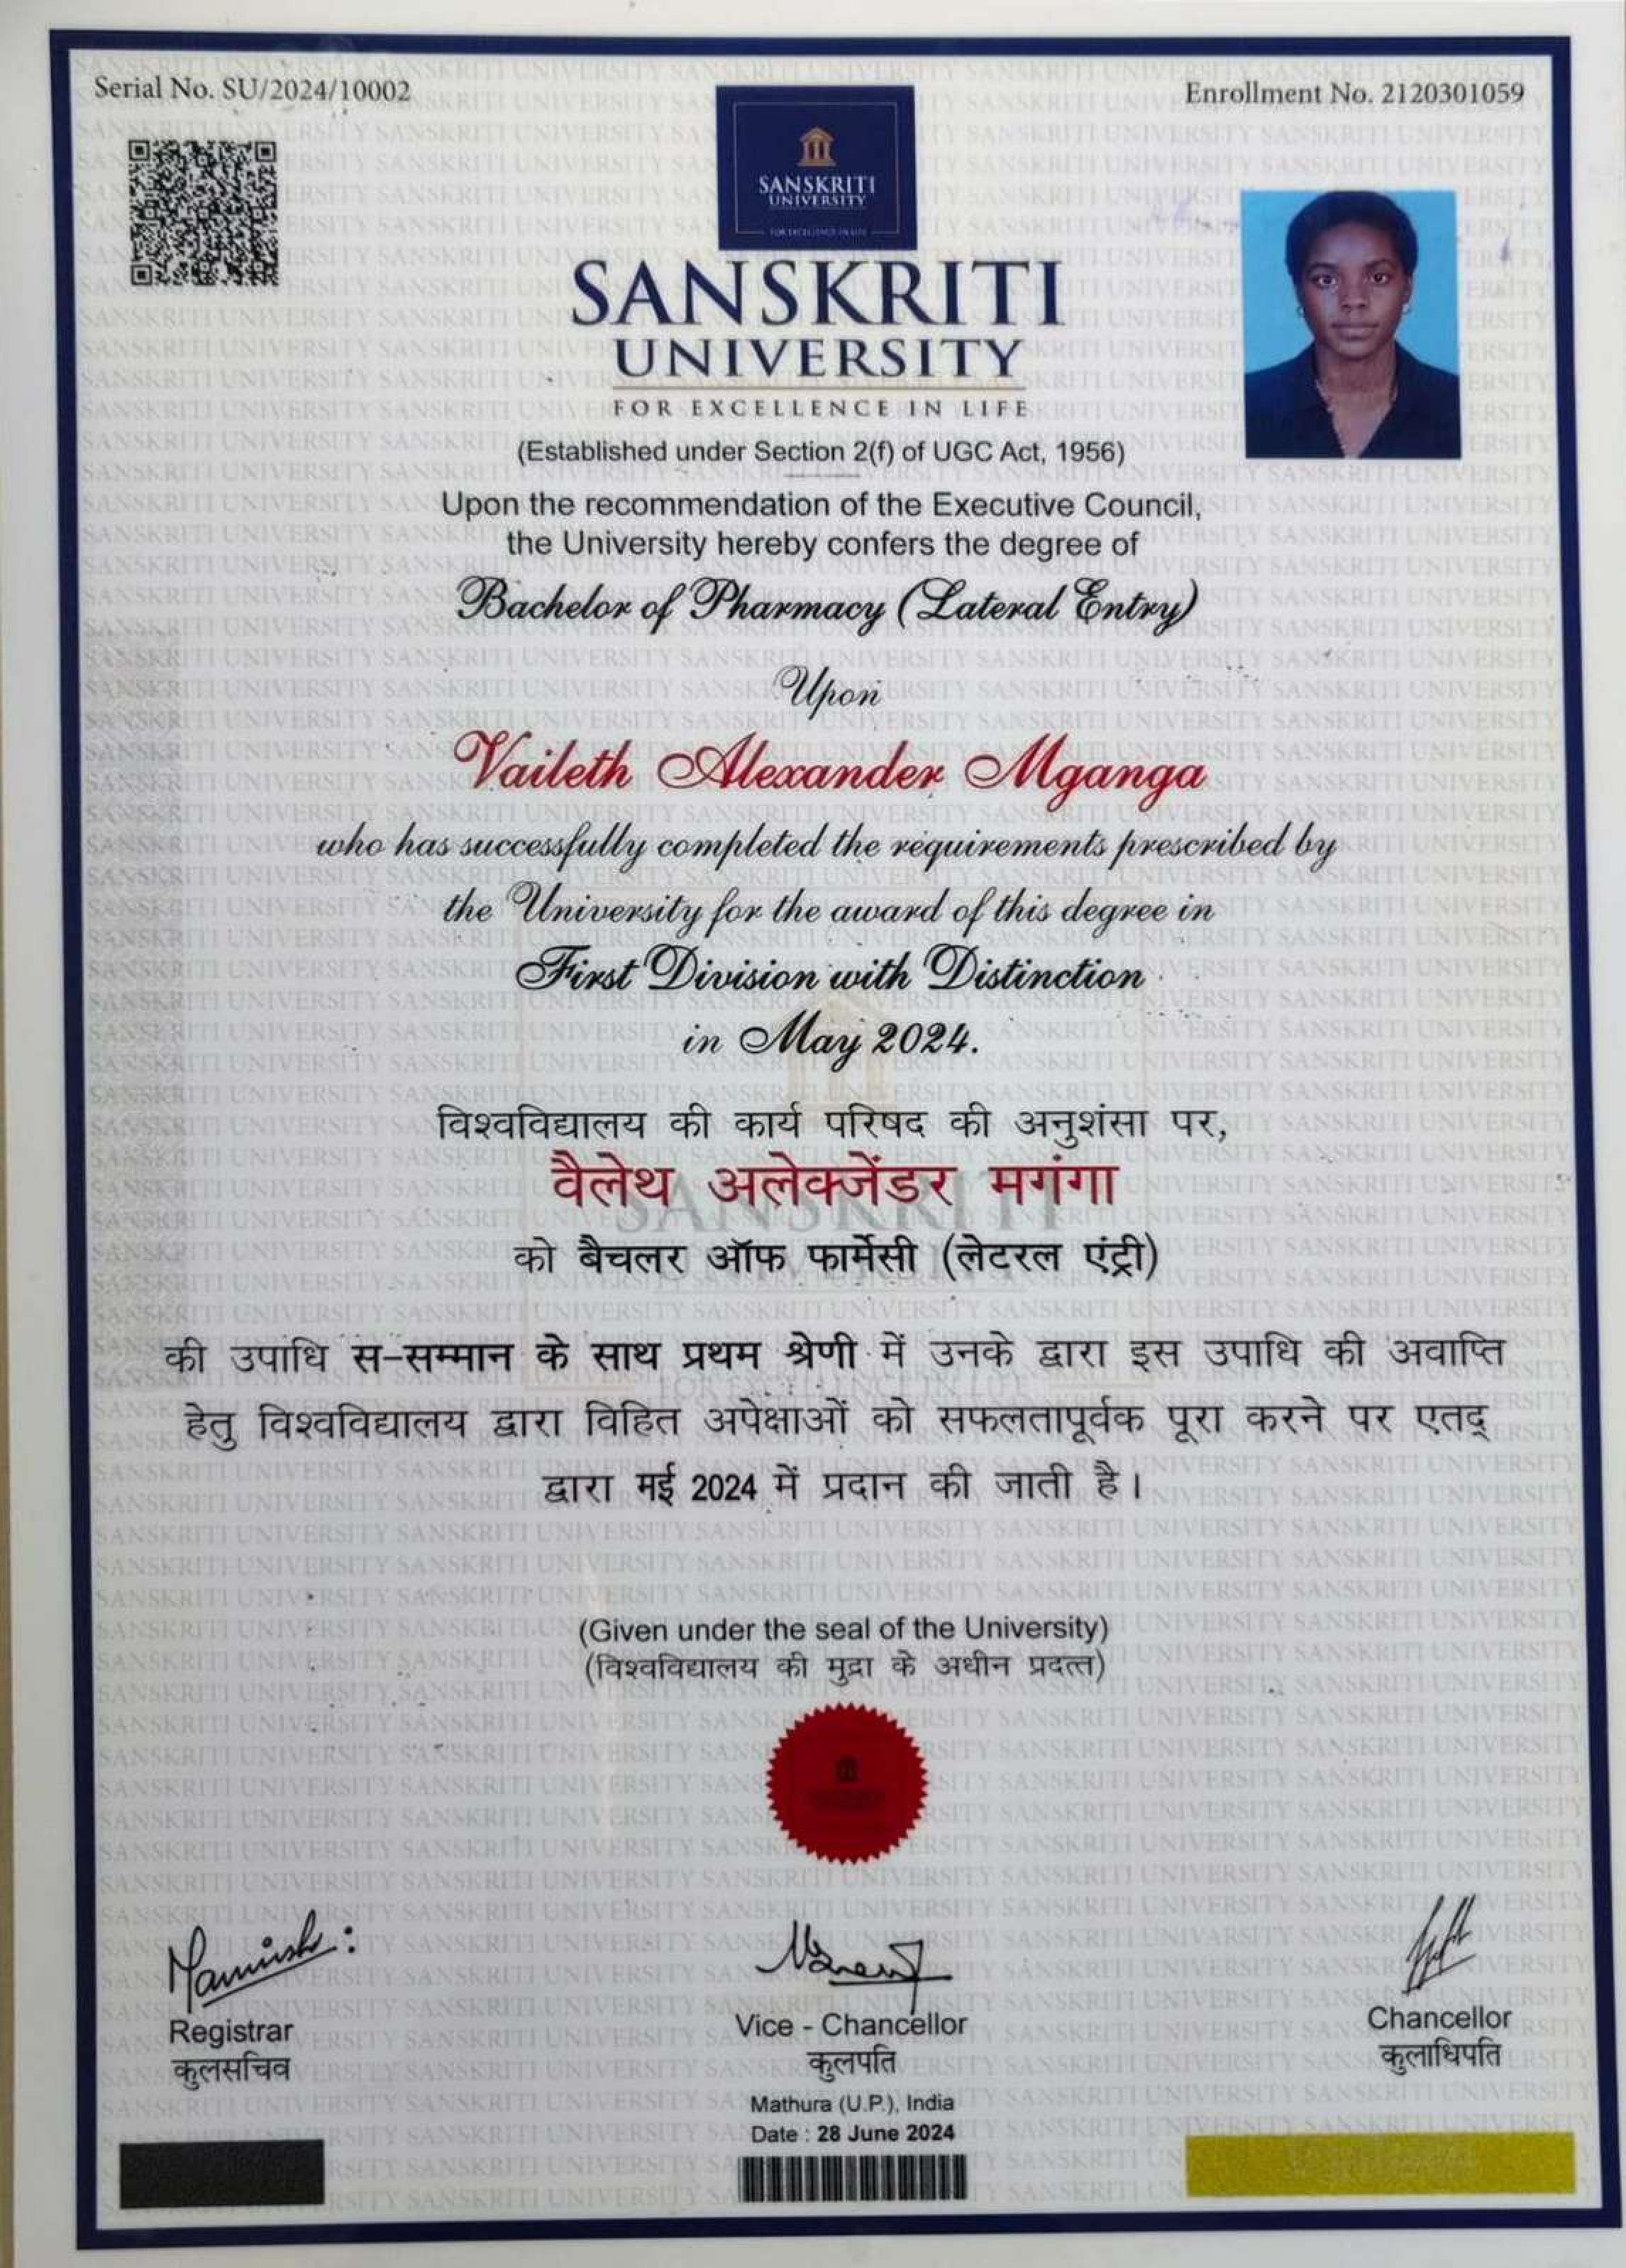 Serial No. SU/2024/10002
Enrollment No. 2120301059
SANSKRITI
UNIVERSITY
FOR EXCELLENCE IN LIFE
SANSKRITI
UNIVERSITY
FOR EXCELLENCE IN LIFE
(Established under Section 2(f) of UGC Act, 1956)
Upon the recommendation of the Executive Council,
the University hereby confers the degree of
Bachelor of Pharmacy (Lateral Entry)
Upon
Vaileth Alexander Mganga
who has successfully completed the requirements prescribed by
the University for the award of this degree in
First Division with Distinction
in May 2024.
विश्वविद्यालय की कार्य परिषद की अनुशंसा पर,
वैलेथ अलेक्जेंडर मगंगा
को बैचलर ऑफ फार्मेसी (लेटरल एंट्री)
की उपाधि स-सम्मान के साथ प्रथम श्रेणी में उनके द्वारा इस उपाधि की अवाप्ति
हेतु विश्वविद्यालय द्वारा विहित अपेक्षाओं को सफलतापूर्वक पूरा करने पर एतद्
द्वारा मई 2024 में प्रदान की जाती है।
(Given under the seal of the University)
(विश्वविद्यालय की मुद्रा के अधीन प्रदत्त)
Registrar
कुलसचिव
Vice - Chancellor
कुलपति
Chancellor
कुलाधिपति
Mathura (U.P.), India
Date : 28 June 2024